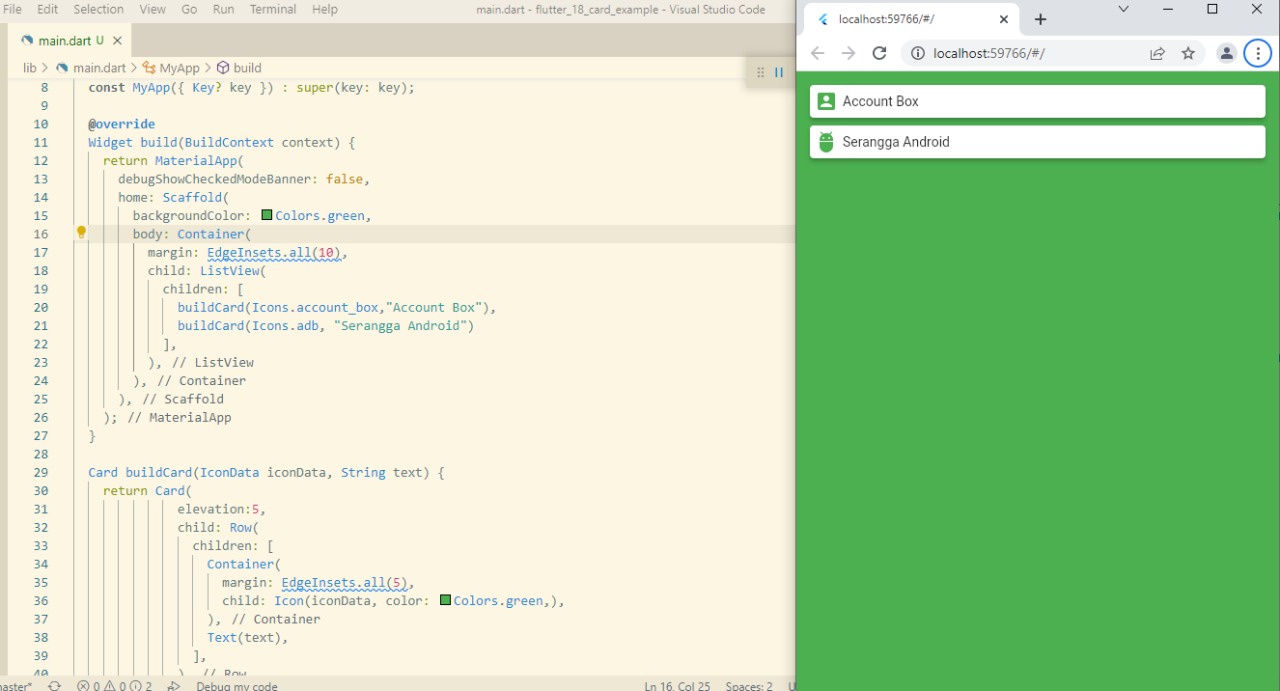 File Edit Selection View Go Run Terminal Help main.dart - flutter_18_card_example - Visual Studio Code
main.dart U
lib > main.dart > MyApp > build
8 const MyApp({ Key? key }) : super(key: key);
9
10 @override
11 Widget build(BuildContext context) {
12 return MaterialApp(
13 debugShowCheckedModeBanner: false,
14 home: Scaffold(
15 backgroundColor: Colors.green,
16 body: Container(
17 margin: EdgeInsets.all(10),
18 child: ListView(
19 children: [
20 buildCard(Icons.account_box,"Account Box"),
21 buildCard(Icons.adb, "Serangga Android")
22 ],
23 ), // ListView
24 ), // Container
25 ), // Scaffold
26 ); // MaterialApp
27 }
28
29 Card buildCard(IconData iconData, String text) {
30 return Card(
31 elevation:5,
32 child: Row(
33 children: [
34 Container(
35 margin: EdgeInsets.all(5),
36 child: Icon(iconData, color: Colors.green,),
37 ), // Container
38 Text(text),
39 ],
40 ), // Row
master* 0 0 2 Debug my code Ln 16, Col 25 Spaces: 2
localhost:59766/#/
localhost:59766/#/
Account Box
Serangga Android